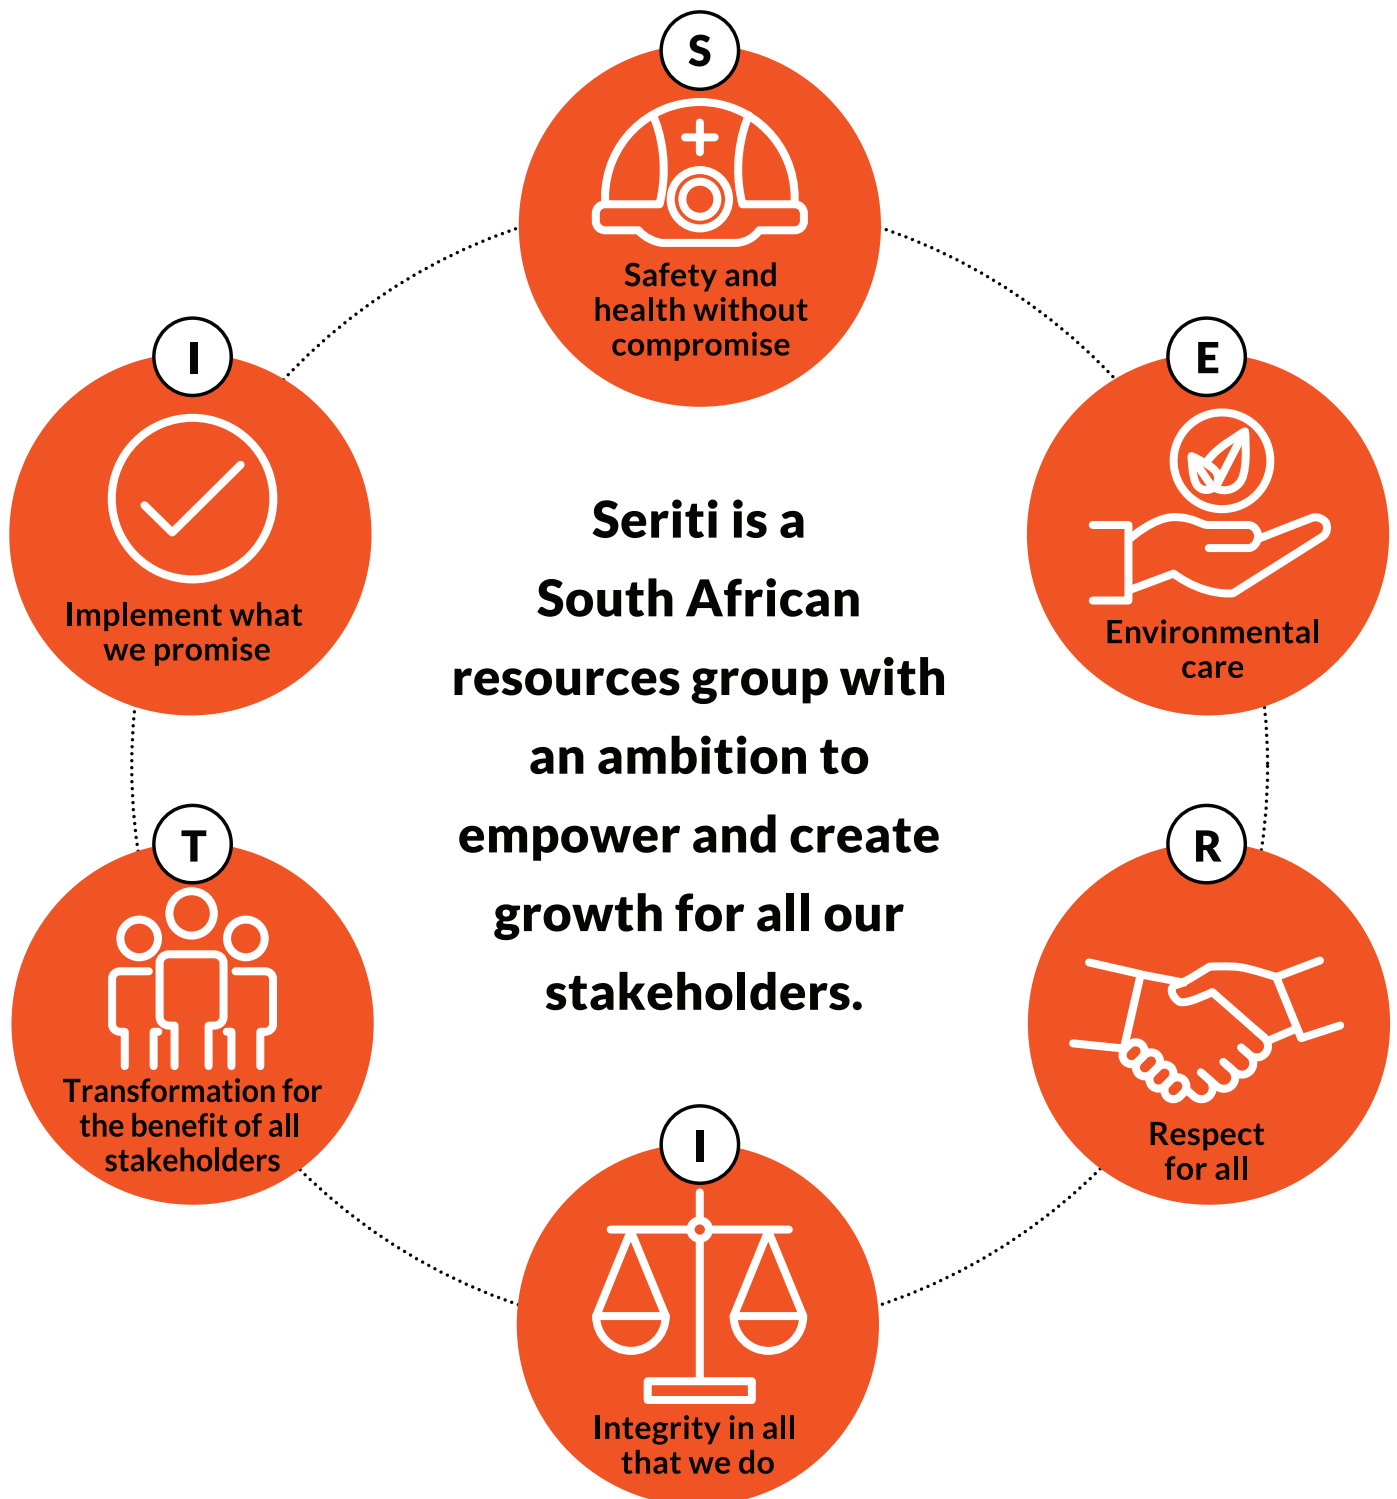 S
Safety and
health without
compromise
E
Environmental
care
R
Respect
for all
I
Integrity in all
that we do
T
Transformation for
the benefit of all
stakeholders
I
Implement what
we promise
Seriti is a
South African
resources group with
an ambition to
empower and create
growth for all our
stakeholders.